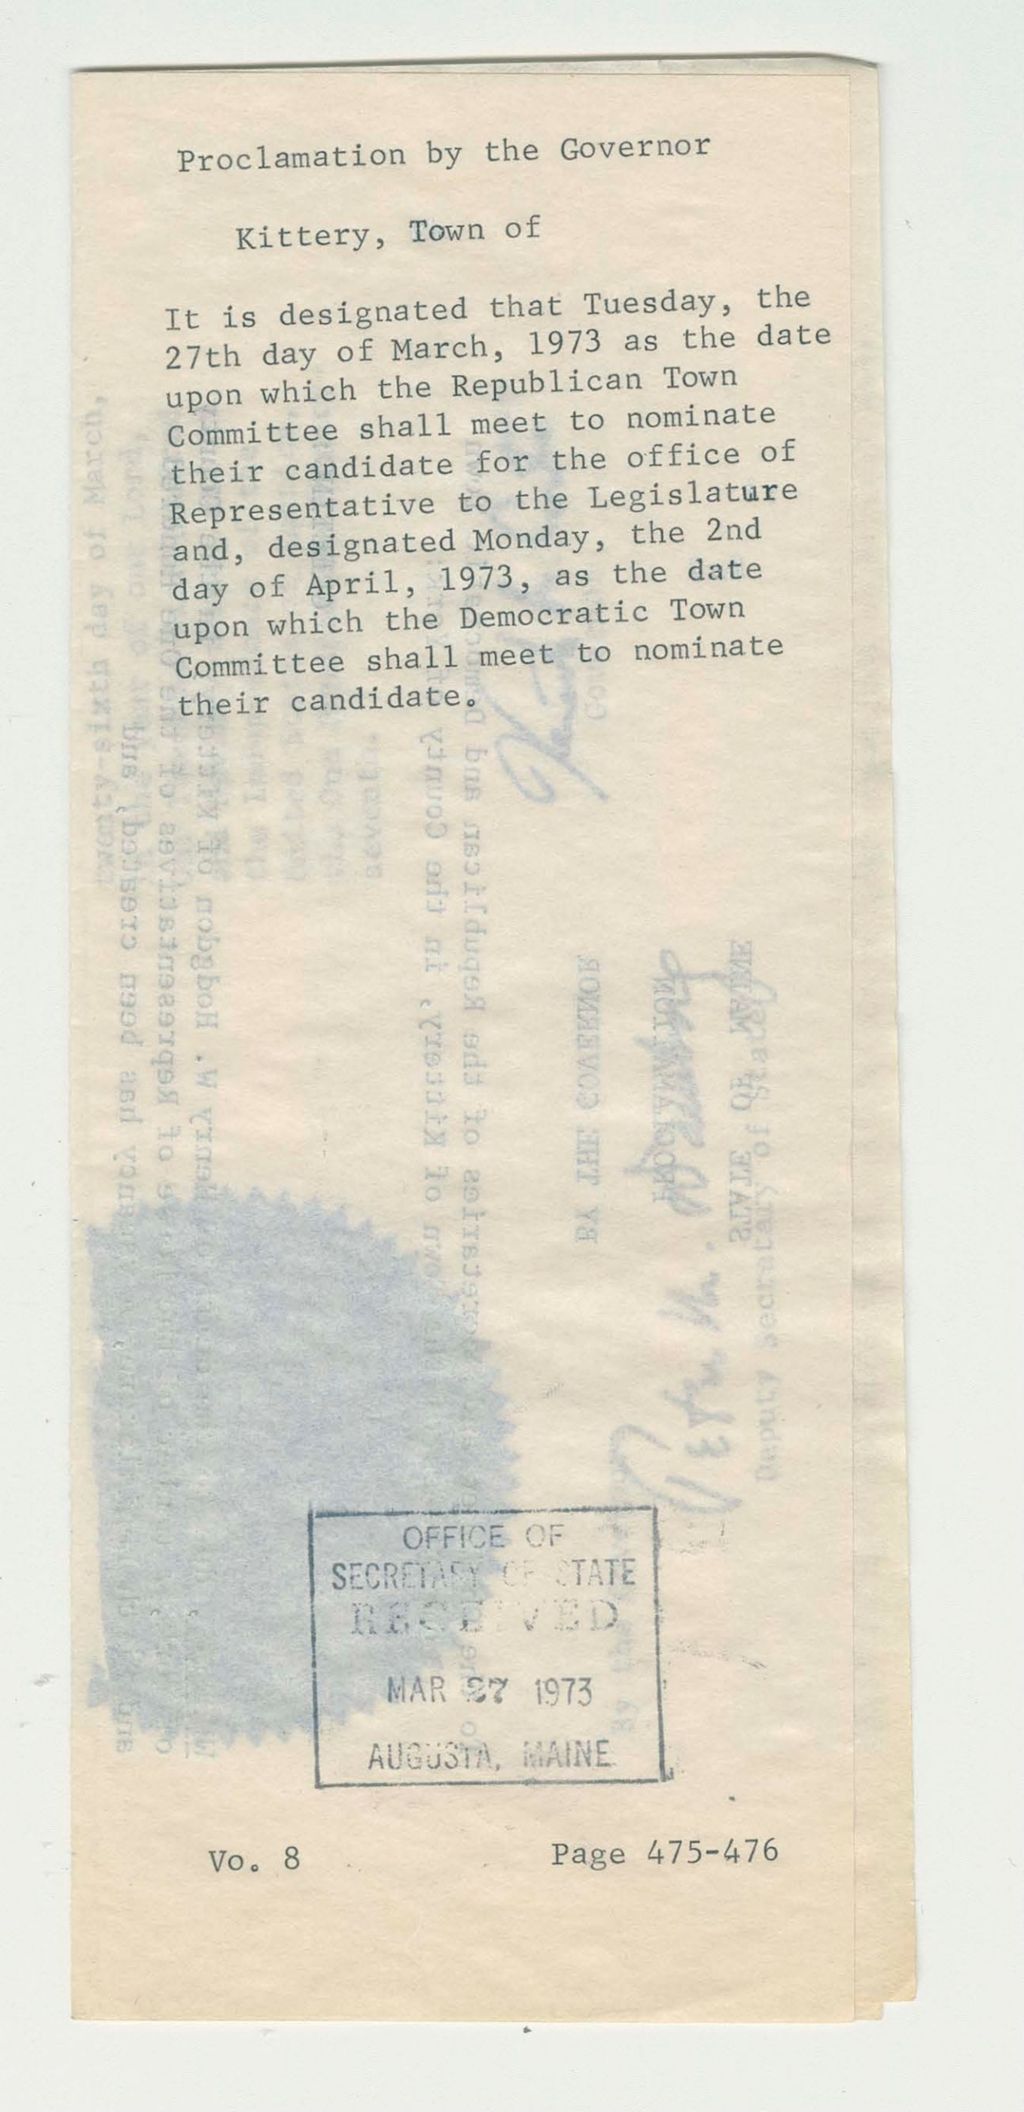 Proclamation by the Governor
Kittery, Town of
It is designated that Tuesday, the
27th day of March, 1973 as the date
upon which the Republican Town
Committee shall meet to nominate
their candidate for the office of
Representative to the Legislature
and, designated Monday, the 2nd
day of April, 1973, as the date
upon which the Democratic Town
Committee shall meet to nominate
their candidate.
OFFICE OF
SECRETARY OF STATE
RECEIVED
MAR 27 1973
AUGUSTA, MAINE
Vo. 8 Page 475-476